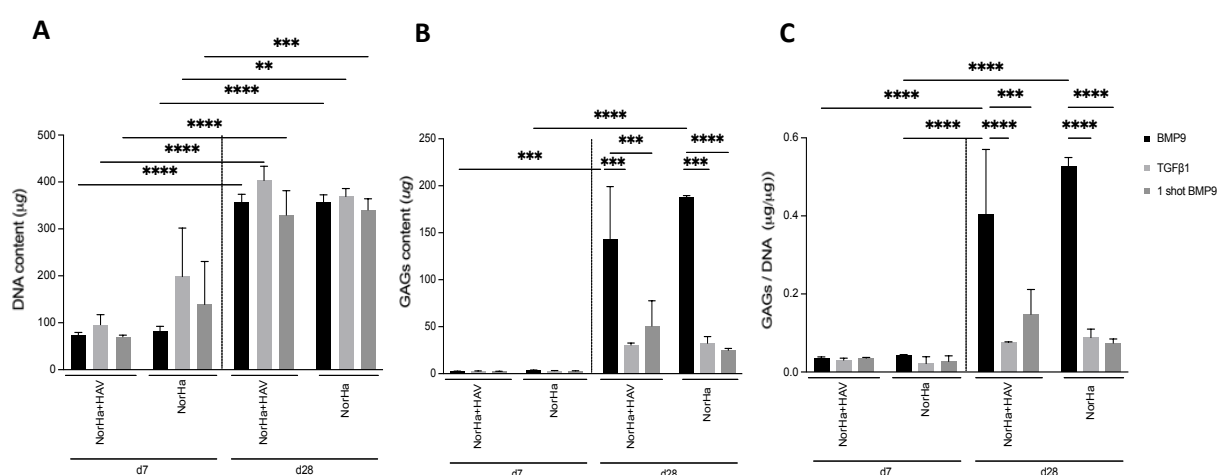 A
B
C
***
**
****
****
****
****
DNA content (µg)
500
400
300
200
100
0
NorHa+HAV
NorHa
NorHa+HAV
NorHa
d7
d28
****
***
***
****
***
***
GAGs content (ug)
250
200
150
100
50
0
NorHa+HAV
NorHa
NorHa+HAV
NorHa
d7
d28
****
****
***
****
****
****
****
GAGs / DNA (µg/µg))
0.6
0.4
0.2
0.0
NorHa+HAV
NorHa
NorHa+HAV
NorHa
d7
d28
BMP9
TGFβ1
1 shot BMP9